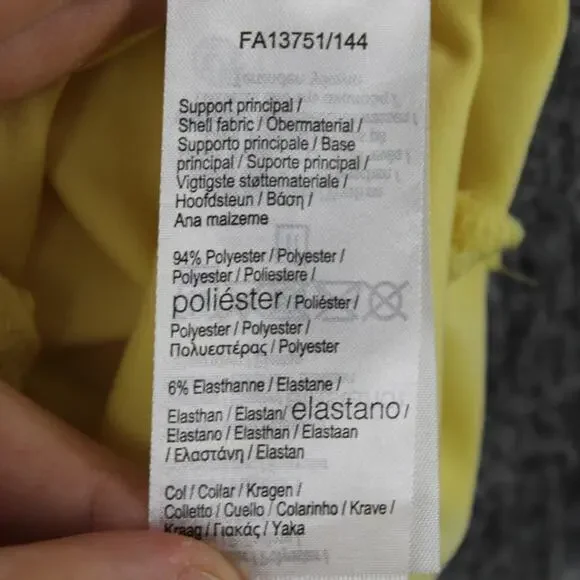 FA13751/144
Support principal /
Shell fabric / Obermaterial /
Supporto principale / Base
principal / Suporte principal /
Vigtigste støttemateriale /
Hoofdsteun / Βάση /
Ana malzeme
94% Polyester / Polyester /
Polyester / Poliestere /
poliéster / Poliéster /
Polyester / Polyester /
Πολυεστέρας / Polyester
6% Elasthanne / Elastane /
Elasthan / Elastan/ elastano /
Elastano / Elasthan / Elastaan
/ Ελαστάνη / Elastan
Col / Collar / Kragen /
Colletto / Cuello / Colarinho / Krave /
Kraag / Γιακάς / Yaka